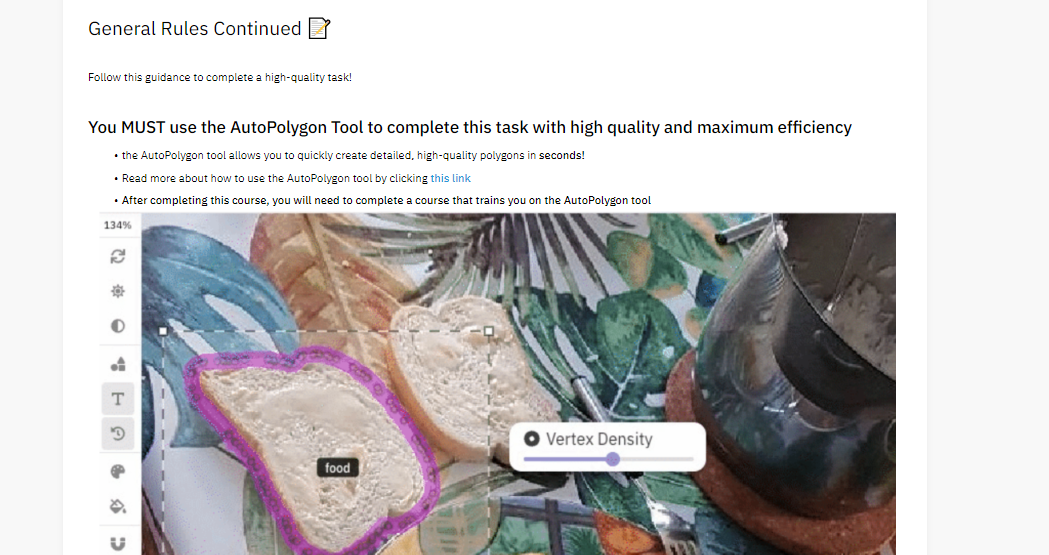 General Rules Continued 📝
Follow this guidance to complete a high-quality task!
You MUST use the AutoPolygon Tool to complete this task with high quality and maximum efficiency
• the AutoPolygon tool allows you to quickly create detailed, high-quality polygons in seconds!
• Read more about how to use the AutoPolygon tool by clicking this link
• After completing this course, you will need to complete a course that trains you on the AutoPolygon tool
134%
T
Vertex Density
food